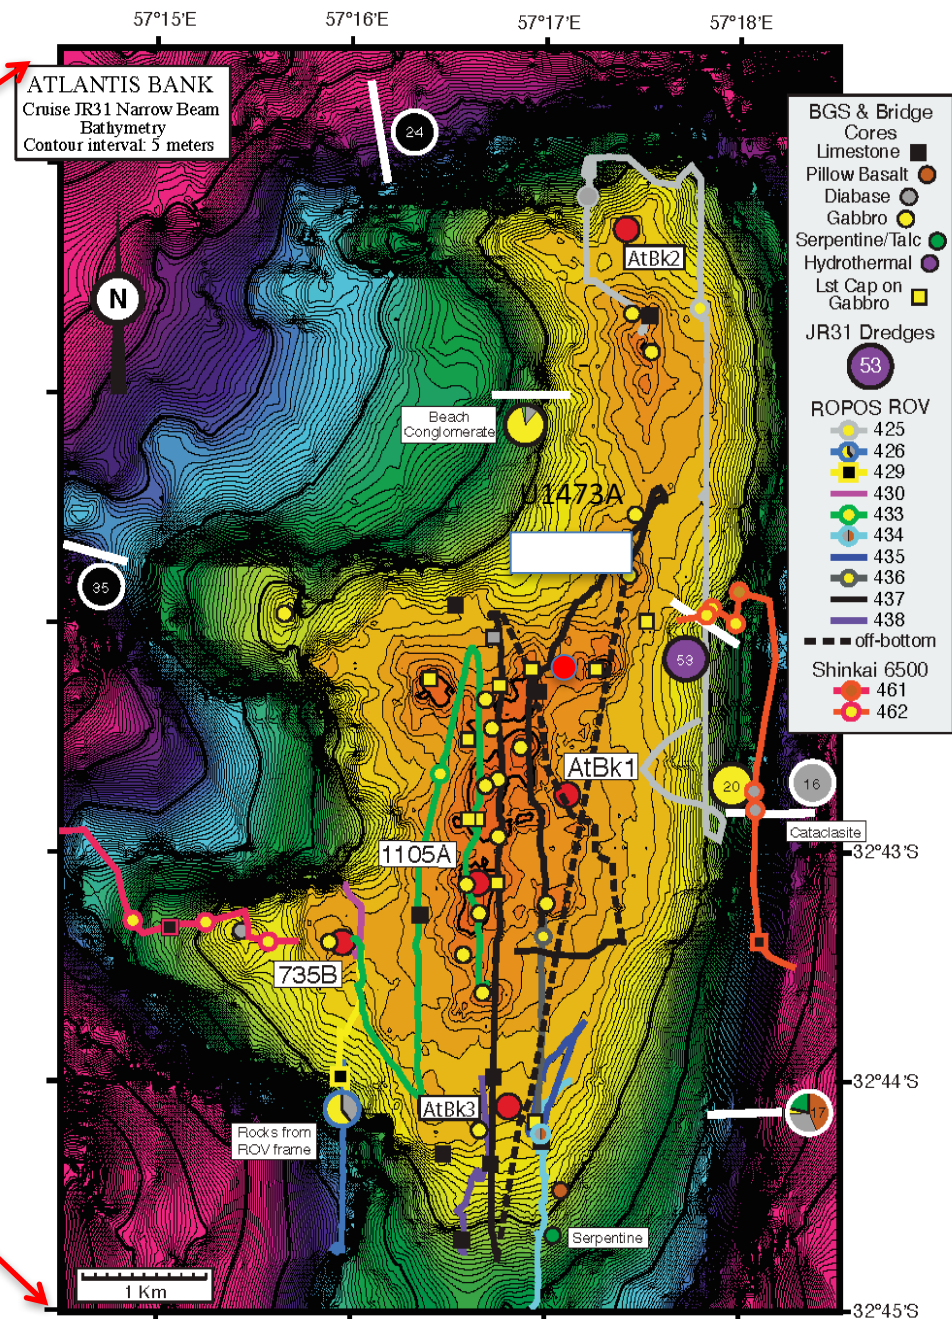 57°15'E
57°16'E
57°17'E
57°18'E
ATLANTIS BANK
Cruise JR31 Narrow Beam
Bathymetry
Contour interval: 5 meters
24
N
AtBk2
Beach
Conglomerate
U1473A
35
53
AtBk1
20
16
Cataclasite
1105A
32°43'S
735B
32°44'S
AtBk3
17
Rocks from
ROV frame
Serpentine
1 Km
32°45'S
BGS & Bridge
Cores
Limestone
Pillow Basalt
Diabase
Gabbro
Serpentine/Talc
Hydrothermal
Lst Cap on
Gabbro
JR31 Dredges
53
ROPOS ROV
425
426
429
430
433
434
435
436
437
438
off-bottom
Shinkai 6500
461
462